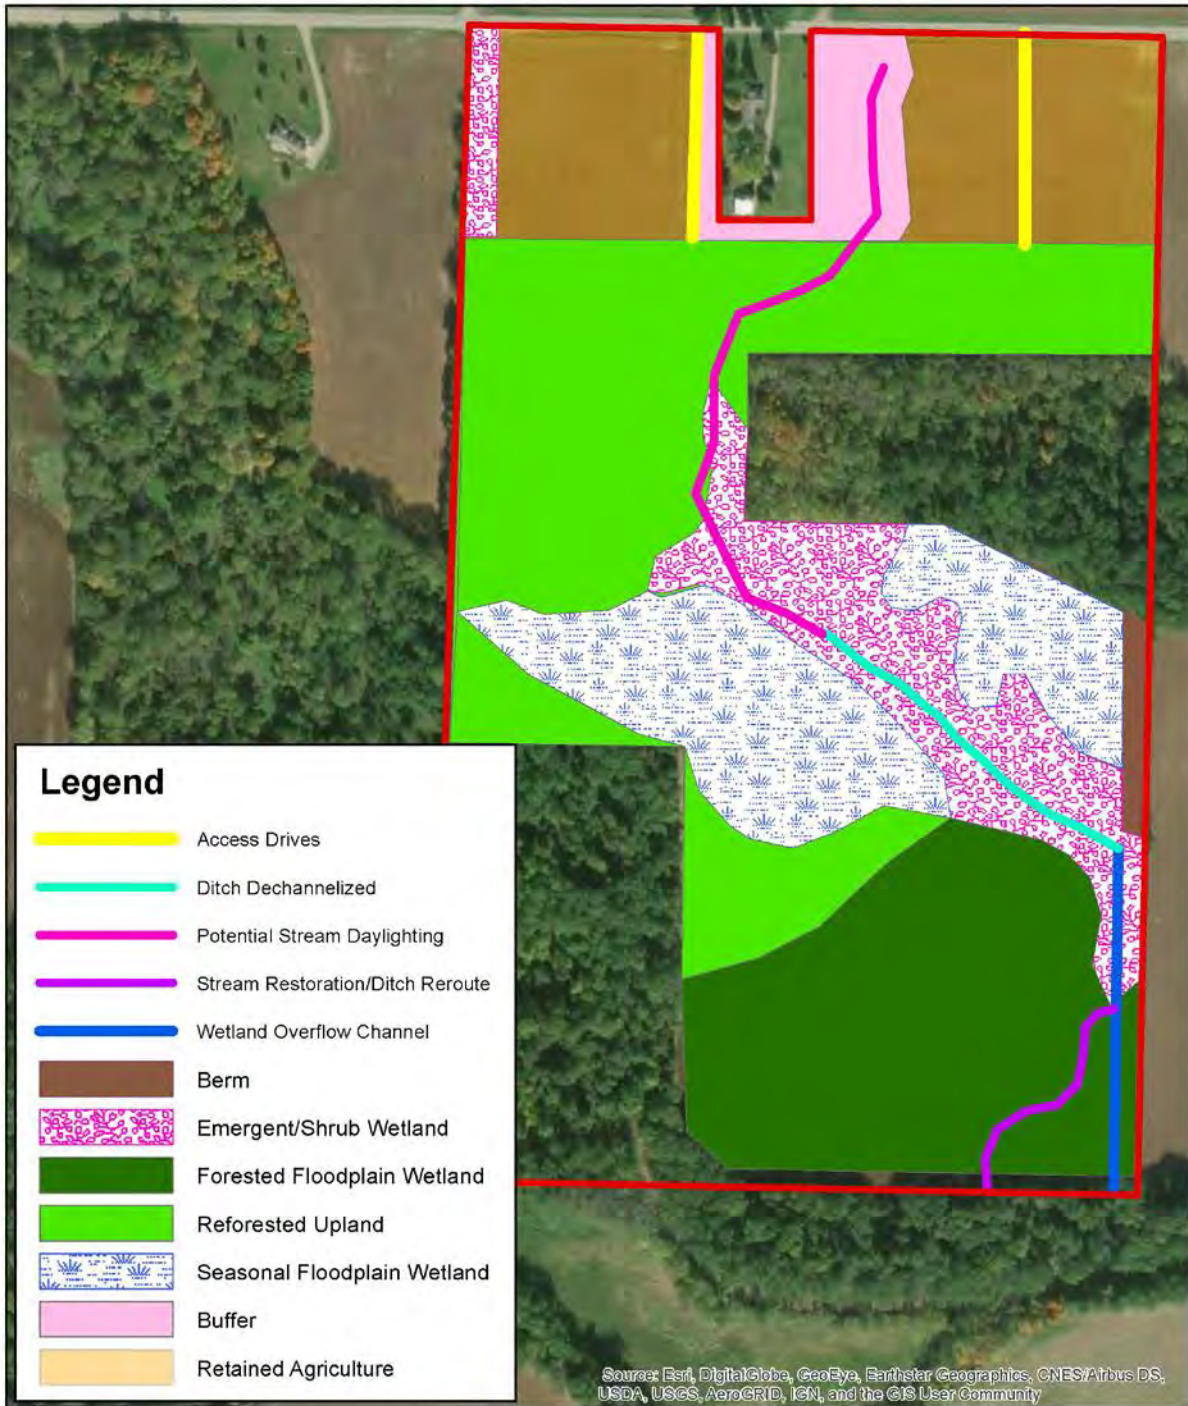 Legend
Access Drives
Ditch Dechannelized
Potential Stream Daylighting
Stream Restoration/Ditch Reroute
Wetland Overflow Channel
Berm
Emergent/Shrub Wetland
Forested Floodplain Wetland
Reforested Upland
Seasonal Floodplain Wetland
Buffer
Retained Agriculture
Source: Esri, DigitalGlobe, GeoEye, Earthstar Geographics, CNES/Airbus DS,
USDA, USGS, AeroGRID, IGN, and the GIS User Community